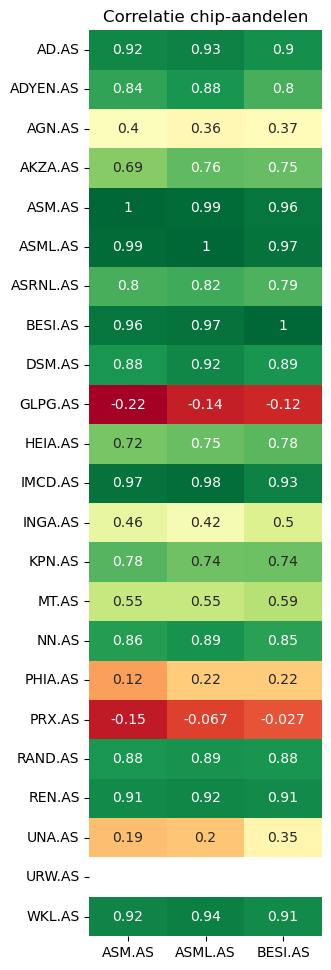 Correlatie chip-aandelen
AD.AS 0.92 0.93 0.9
ADYEN.AS 0.84 0.88 0.8
AGN.AS 0.4 0.36 0.37
AKZA.AS 0.69 0.76 0.75
ASM.AS 1 0.99 0.96
ASML.AS 0.99 1 0.97
ASRNL.AS 0.8 0.82 0.79
BESI.AS 0.96 0.97 1
DSM.AS 0.88 0.92 0.89
GLPG.AS -0.22 -0.14 -0.12
HEIA.AS 0.72 0.75 0.78
IMCD.AS 0.97 0.98 0.93
INGA.AS 0.46 0.42 0.5
KPN.AS 0.78 0.74 0.74
MT.AS 0.55 0.55 0.59
NN.AS 0.86 0.89 0.85
PHIA.AS 0.12 0.22 0.22
PRX.AS -0.15 -0.067 -0.027
RAND.AS 0.88 0.89 0.88
REN.AS 0.91 0.92 0.91
UNA.AS 0.19 0.2 0.35
URW.AS
WKL.AS 0.92 0.94 0.91
ASM.AS ASML.AS BESI.AS